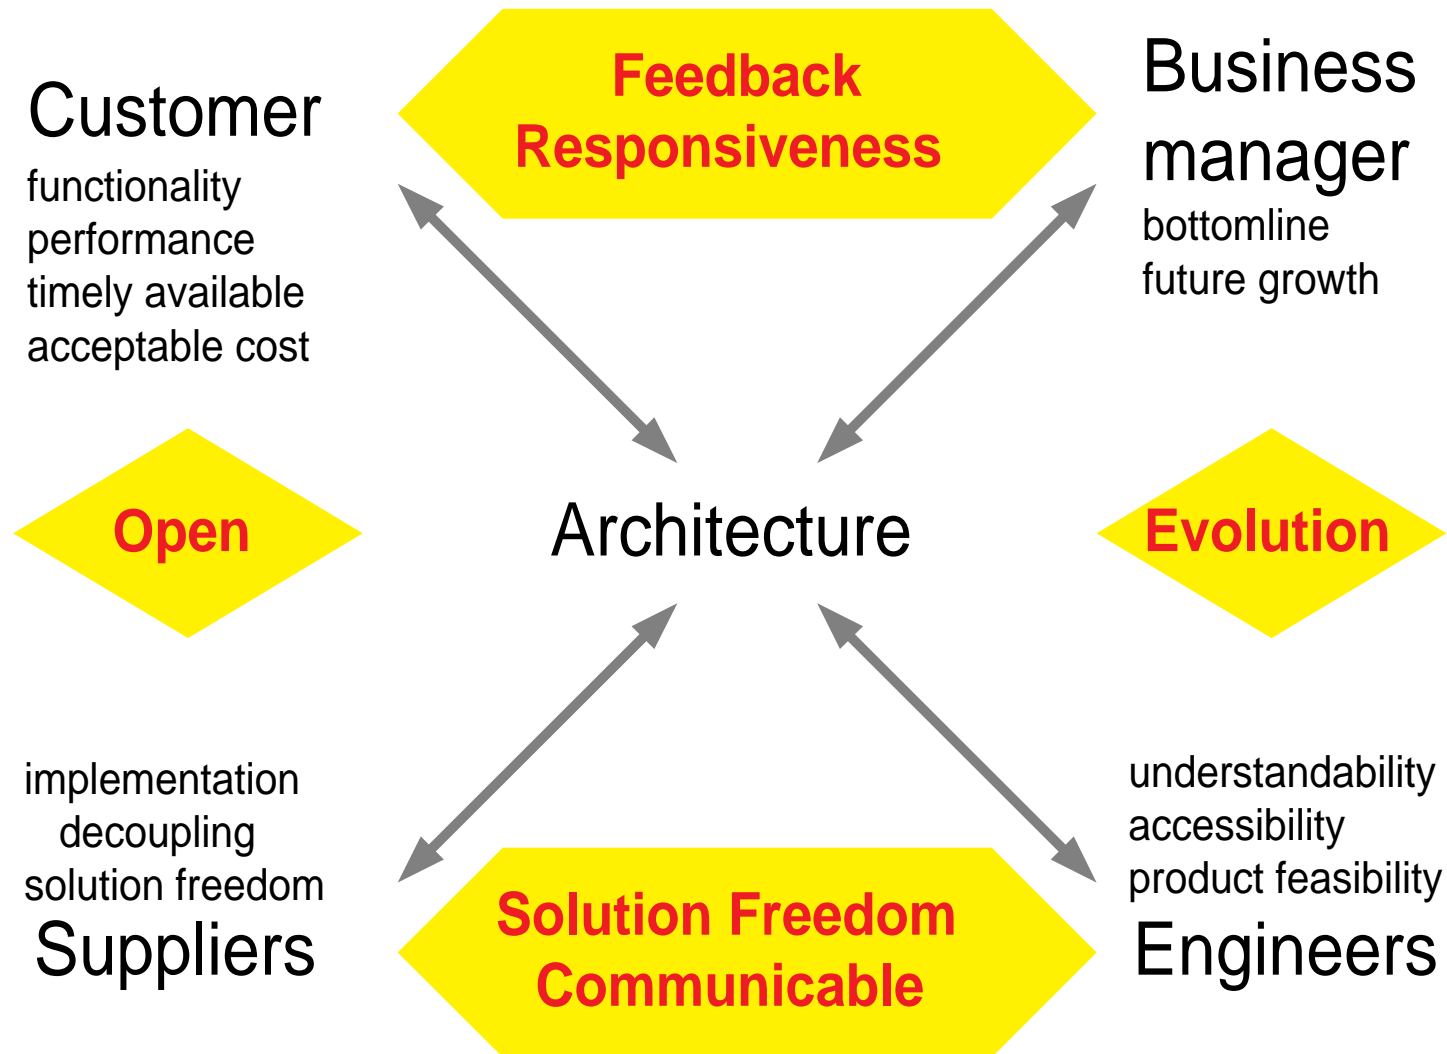 Customer
functionality
performance
timely available
acceptable cost
Feedback
Responsiveness
Business
manager
bottomline
future growth
Open
Architecture
Evolution
implementation
decoupling
solution freedom
Suppliers
Solution Freedom
Communicable
understandability
accessibility
product feasibility
Engineers